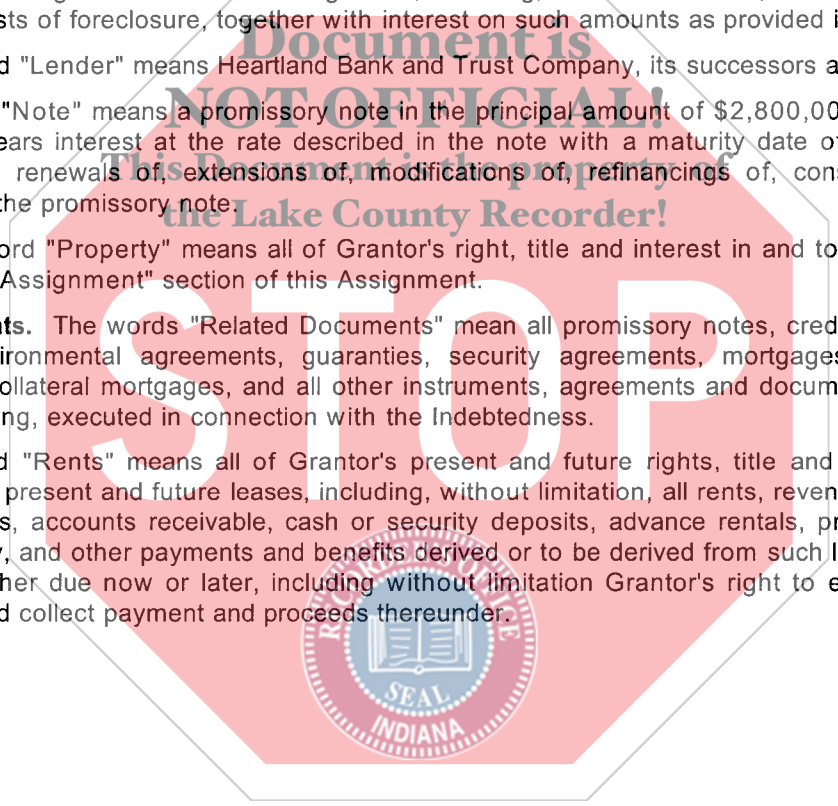 sts of foreclosure, together with interest on such amounts as provided i
Document is
d "Lender" means Heartland Bank and Trust Company, its successors a
NOT OFFICIAL!
"Note" means a promissory note in the principal amount of $2,800,00
ears interest at the rate described in the note with a maturity date o
This Document is the property of
renewals of, extensions of, modifications of, refinancings of, cons
the promissory note.
the Lake County Recorder!
ord "Property" means all of Grantor's right, title and interest in and to
Assignment" section of this Assignment.
STOP
ts. The words "Related Documents" mean all promissory notes, cred
ironmental agreements, guaranties, security agreements, mortgages
ollateral mortgages, and all other instruments, agreements and docum
ng, executed in connection with the Indebtedness.
d "Rents" means all of Grantor's present and future rights, title and
present and future leases, including, without limitation, all rents, reven
s, accounts receivable, cash or security deposits, advance rentals, pr
y, and other payments and benefits derived or to be derived from such l
her due now or later, including without limitation Grantor's right to e
d collect payment and proceeds thereunder.
RECORDER'S OFFICE
SEAL
INDIANA